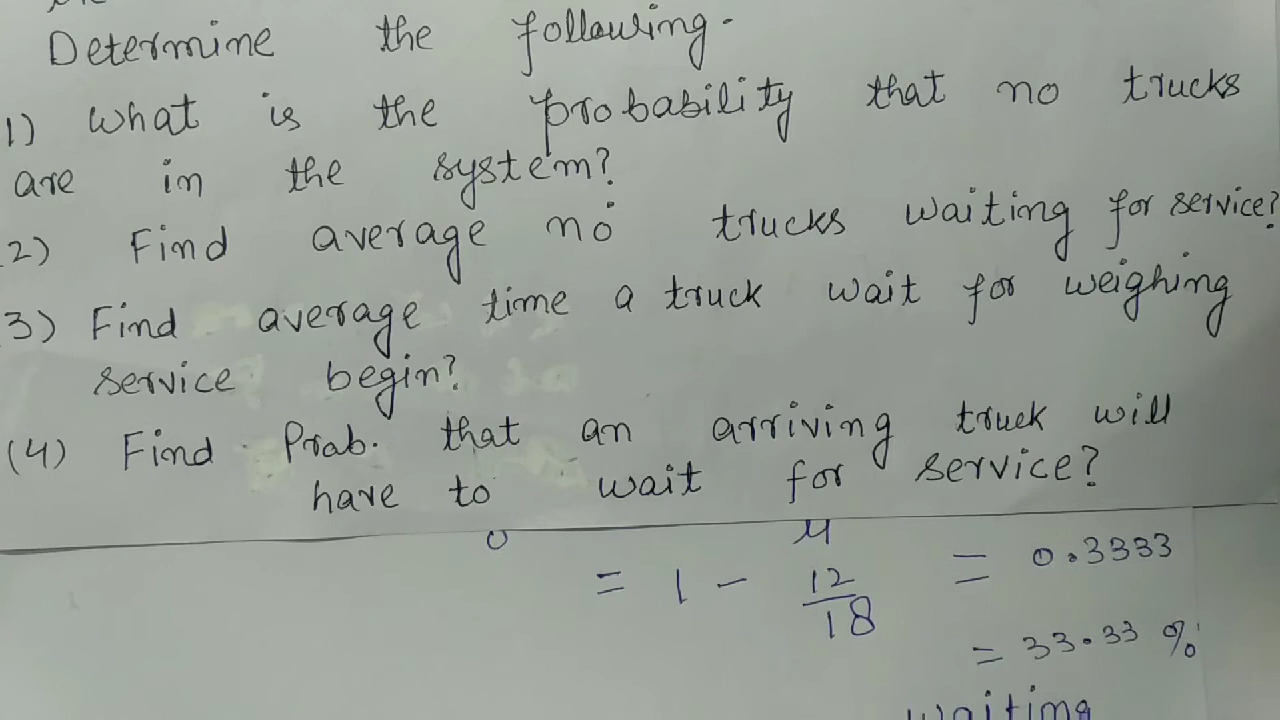 Determine the following-
1) What is the probability that no trucks
are in the system?
2) Find average no trucks waiting for service?
3) Find average time a truck wait for weighing
service begin?
(4) Find Prob. that an arriving truck will
have to wait for service?
0 μ
= 1 - 12/18 = 0.3333
= 33.33 %
waiting